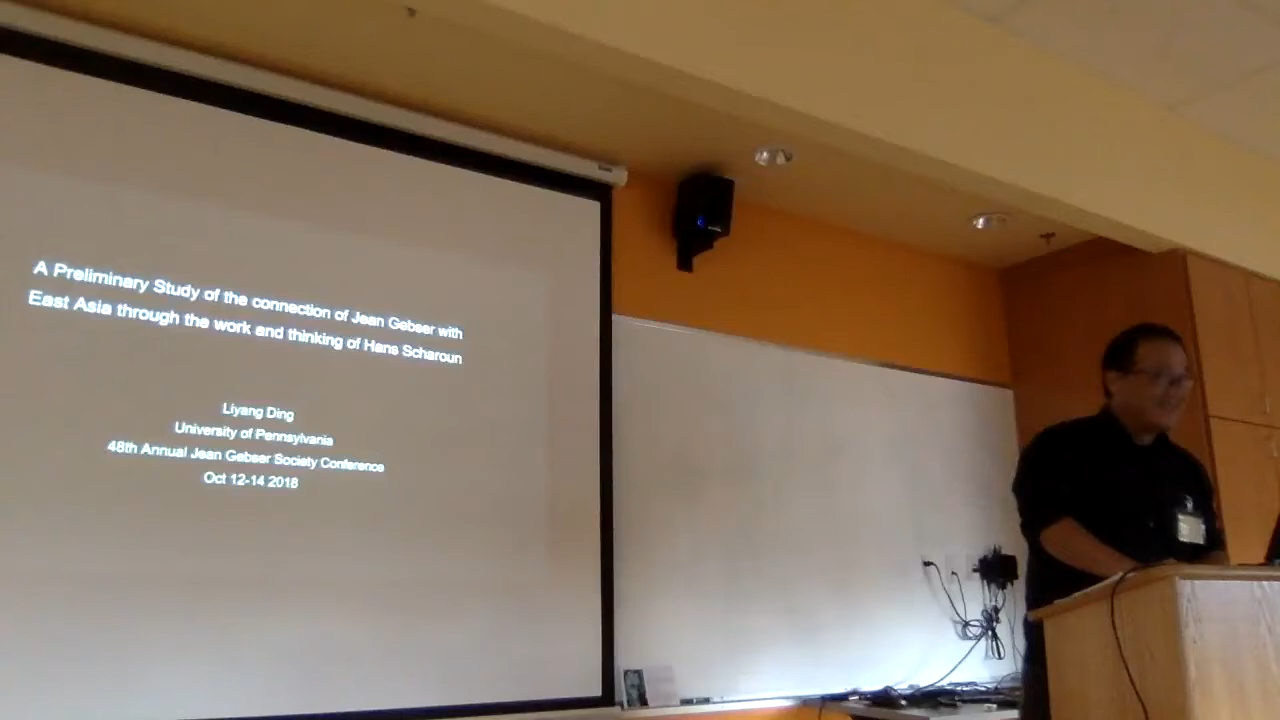 A Preliminary Study of the connection of Jean Gebser with
East Asia through the work and thinking of Hans Scharoun
Liyang Ding
University of Pennsylvania
48th Annual Jean Gebser Society Conference
Oct 12-14 2018